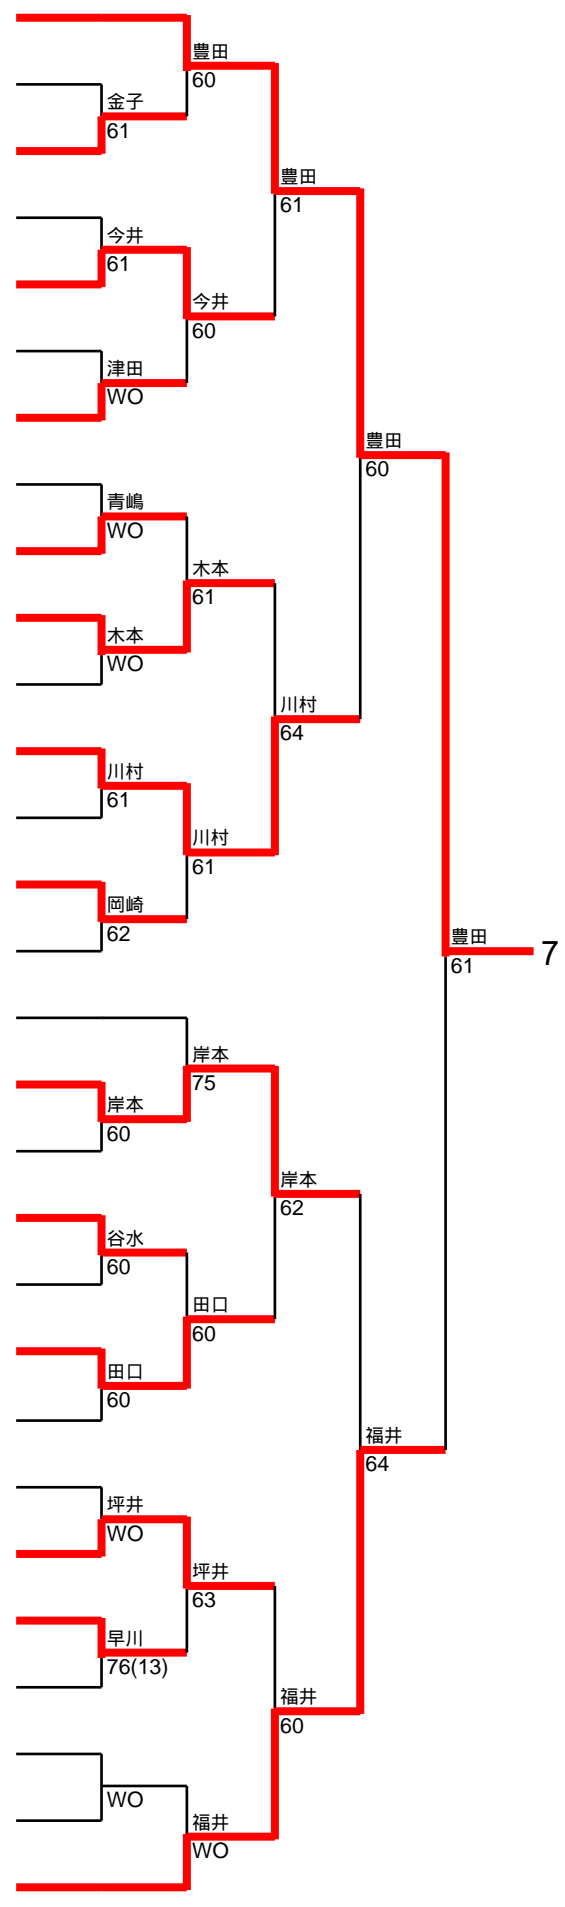 豊田
60
金子
61
豊田
61
今井
61
今井
60
津田
WO
豊田
60
青嶋
WO
木本
61
木本
WO
川村
64
川村
61
川村
61
岡崎
62
豊田
61
7
岸本
75
岸本
60
岸本
62
谷水
60
田口
60
田口
60
福井
64
坪井
WO
坪井
63
早川
76(13)
福井
60
WO
福井
WO